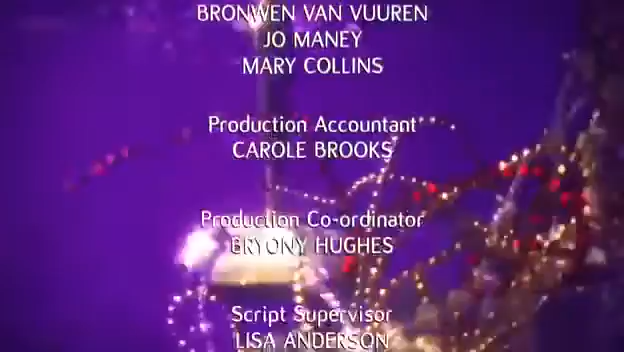 BRONWEN VAN VUUREN
JO MANEY
MARY COLLINS
Production Accountant
CAROLE BROOKS
Production Co-ordinator
BRYONY HUGHES
Script Supervisor
LISA ANDERSON